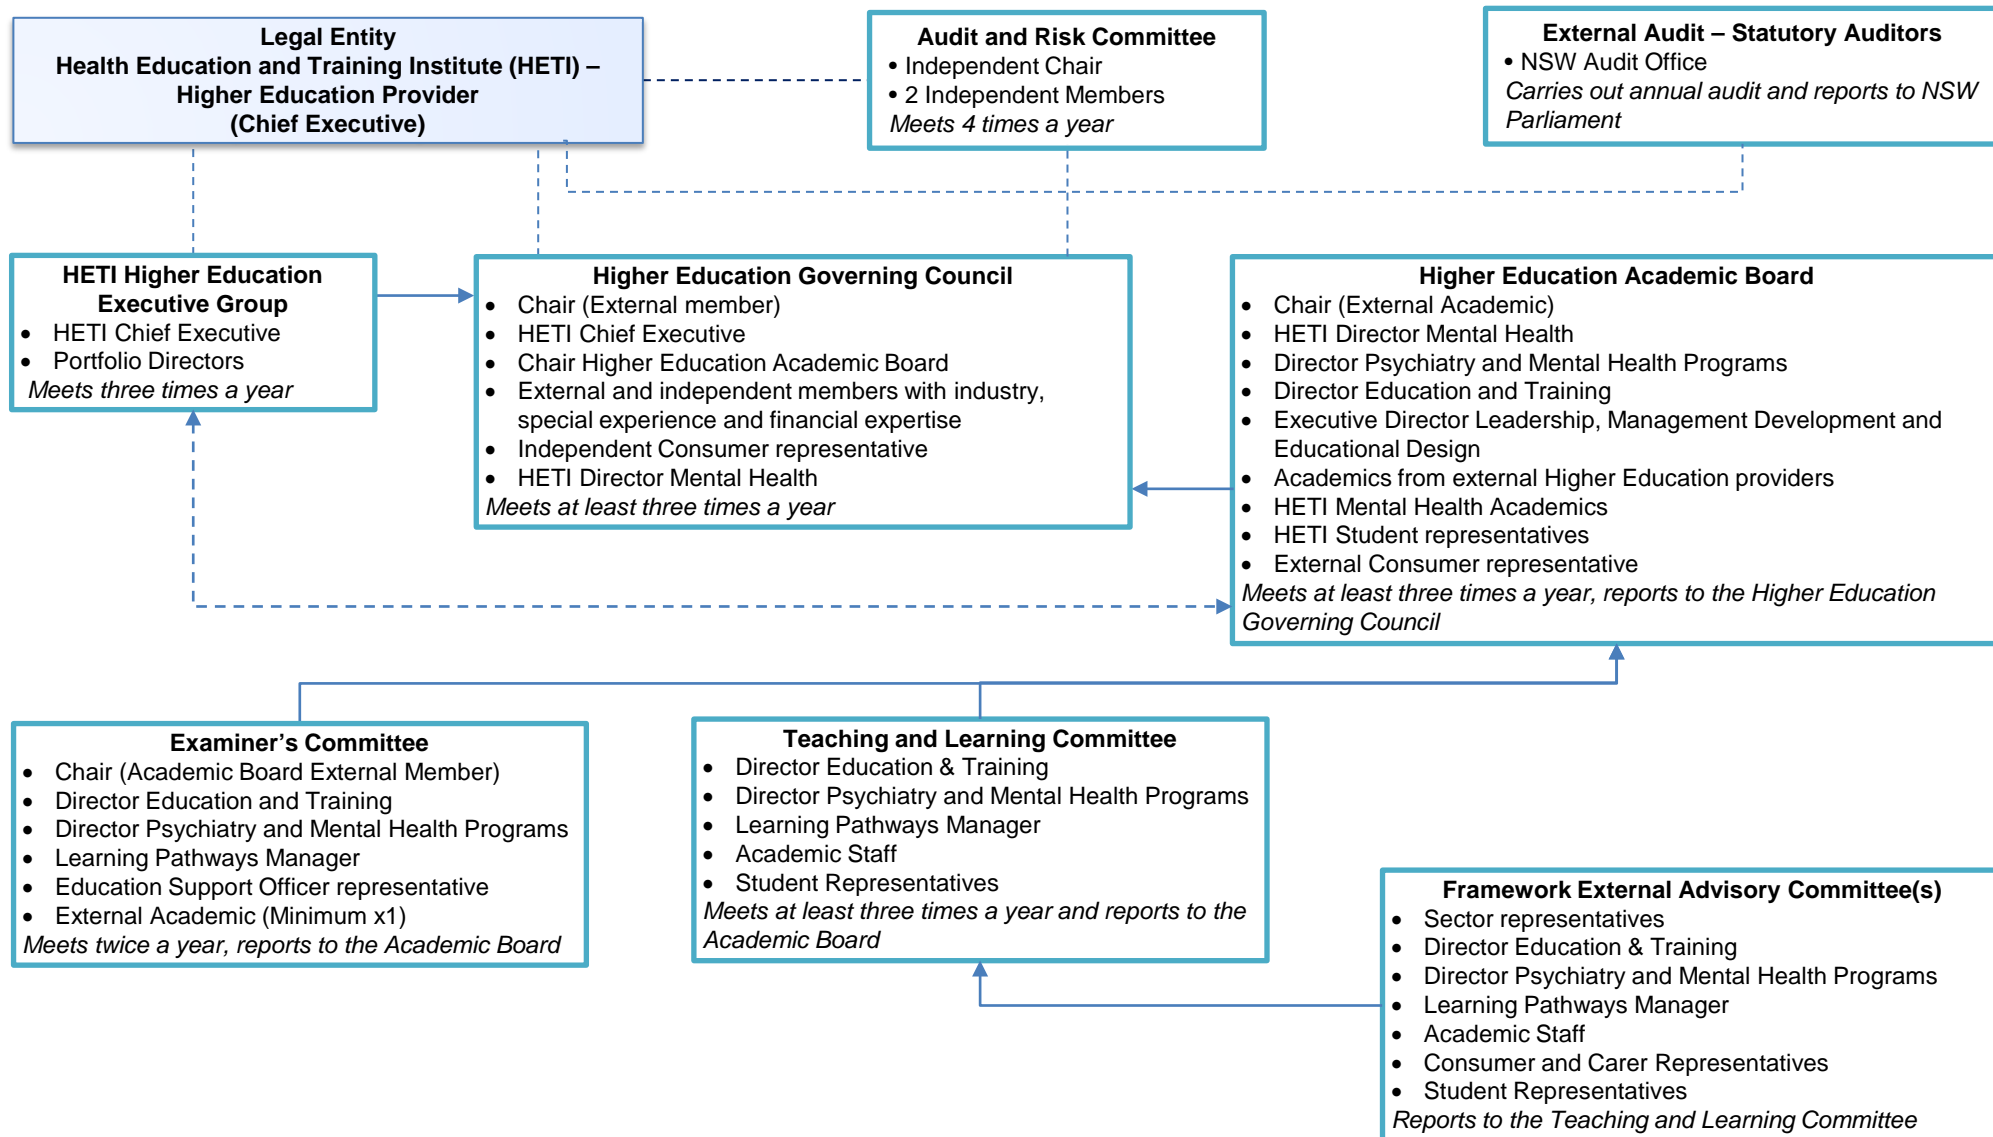 Legal Entity
Health Education and Training Institute (HETI) –
Higher Education Provider
(Chief Executive)
Audit and Risk Committee
• Independent Chair
• 2 Independent Members
Meets 4 times a year
External Audit – Statutory Auditors
• NSW Audit Office
Carries out annual audit and reports to NSW
Parliament
HETI Higher Education
Executive Group
• HETI Chief Executive
• Portfolio Directors
Meets three times a year
Higher Education Governing Council
• Chair (External member)
• HETI Chief Executive
• Chair Higher Education Academic Board
• External and independent members with industry,
special experience and financial expertise
• Independent Consumer representative
• HETI Director Mental Health
Meets at least three times a year
Higher Education Academic Board
• Chair (External Academic)
• HETI Director Mental Health
• Director Psychiatry and Mental Health Programs
• Director Education and Training
• Executive Director Leadership, Management Development and
Educational Design
• Academics from external Higher Education providers
• HETI Mental Health Academics
• HETI Student representatives
• External Consumer representative
Meets at least three times a year, reports to the Higher Education
Governing Council
Examiner’s Committee
• Chair (Academic Board External Member)
• Director Education and Training
• Director Psychiatry and Mental Health Programs
• Learning Pathways Manager
• Education Support Officer representative
• External Academic (Minimum x1)
Meets twice a year, reports to the Academic Board
Teaching and Learning Committee
• Director Education & Training
• Director Psychiatry and Mental Health Programs
• Learning Pathways Manager
• Academic Staff
• Student Representatives
Meets at least three times a year and reports to the
Academic Board
Framework External Advisory Committee(s)
• Sector representatives
• Director Education & Training
• Director Psychiatry and Mental Health Programs
• Learning Pathways Manager
• Academic Staff
• Consumer and Carer Representatives
• Student Representatives
Reports to the Teaching and Learning Committee